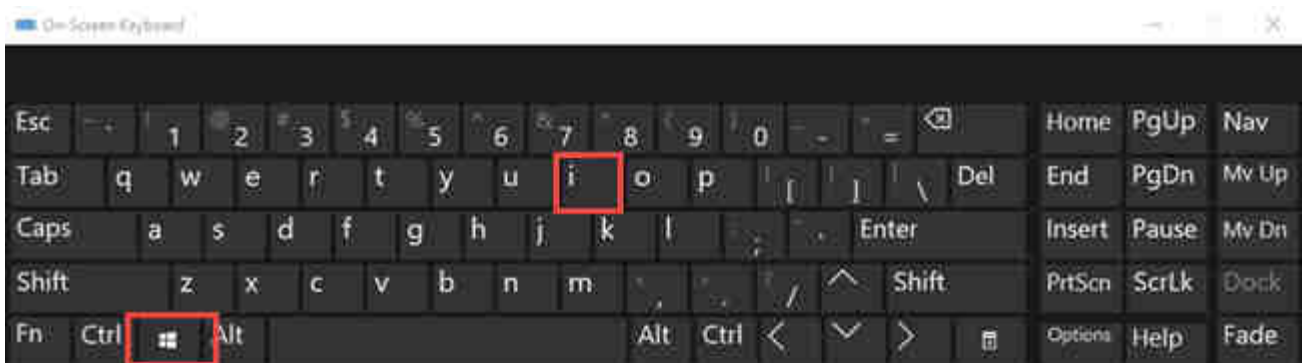 On-Screen Keyboard
Esc 1 2 3 4 5 6 & 7 8 9 0 - = Home PgUp Nav
Tab q w e r t y u i o p [ ] \ Del End PgDn Mv Up
Caps a s d f g h j k l ; Enter Insert Pause Mv Dn
Shift z x c v b n m , . / Shift PrtScn ScrLk Dock
Fn Ctrl Alt Alt Ctrl Options Help Fade